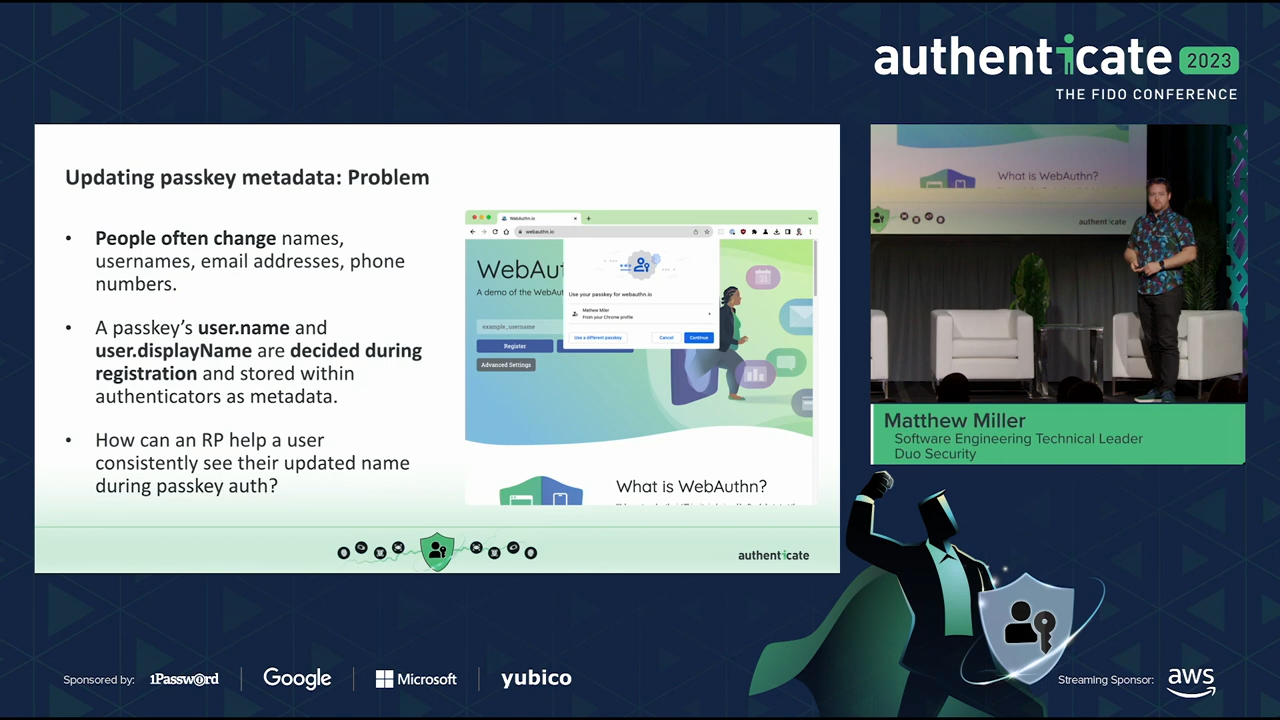 authenticate 2023
THE FIDO CONFERENCE
Updating passkey metadata: Problem
• People often change names,
usernames, email addresses, phone
numbers.
• A passkey's user.name and
user.displayName are decided during
registration and stored within
authenticators as metadata.
• How can an RP help a user
consistently see their updated name
during passkey auth?
WebAuthn.io
webauthn.io
WebAut
A demo of the WebAut
example_username
Register
Advanced Settings
Use your passkey for webauthn.io
Mathew Miler
From your Chrome profile
Use a different passkey
Cancel
Continue
What is WebAuthn?
authenticate
What is WebAuthn?
authenticate
Matthew Miller
Software Engineering Technical Leader
Duo Security
Sponsored by:
1Password
Google
Microsoft
yubico
Streaming Sponsor:
aws